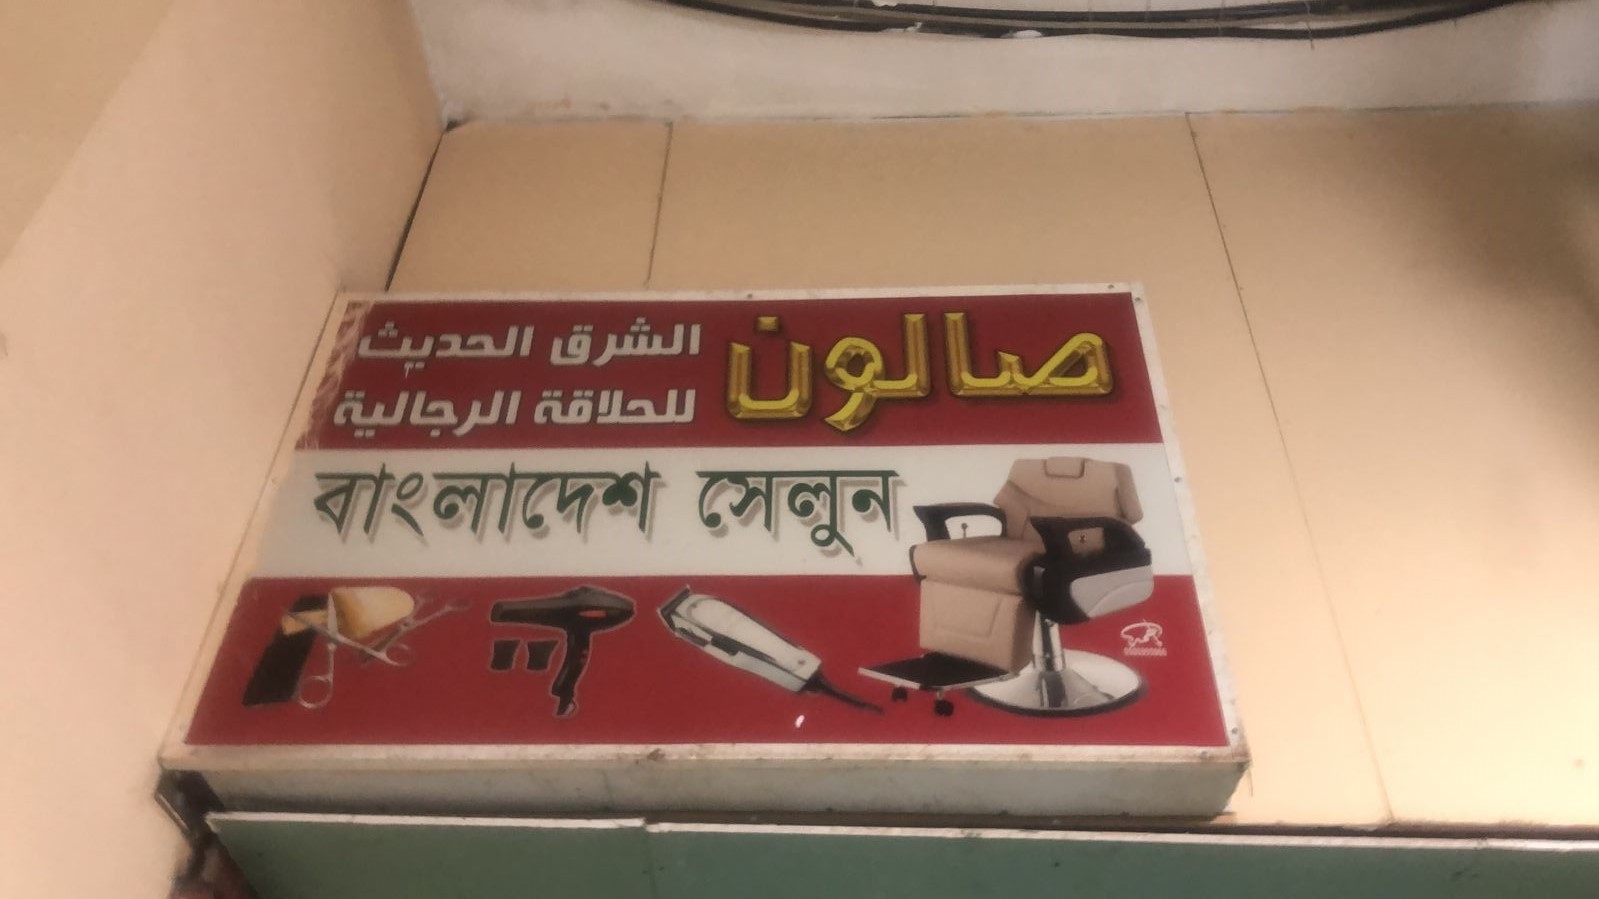 صالون
الشرق الحديث
للحلاقة الرجالية
বাংলাদেশ সেলুন